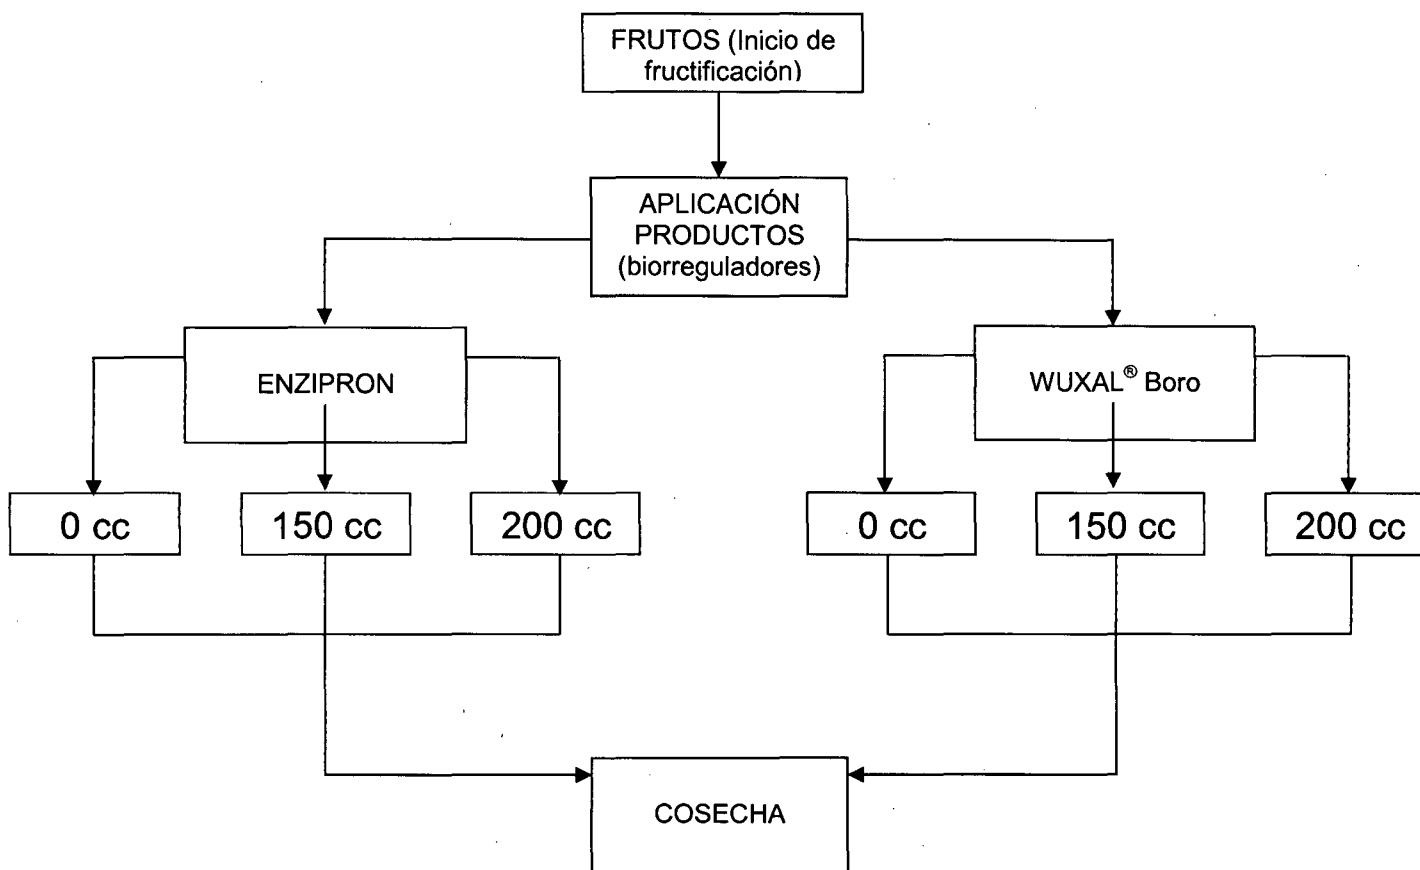 FRUTOS (Inicio de
fructificación)
APLICACIÓN
PRODUCTOS
(biorreguladores)
ENZIPRON
WUXAL® Boro
0 cc
150 cc
200 cc
0 cc
150 cc
200 cc
COSECHA